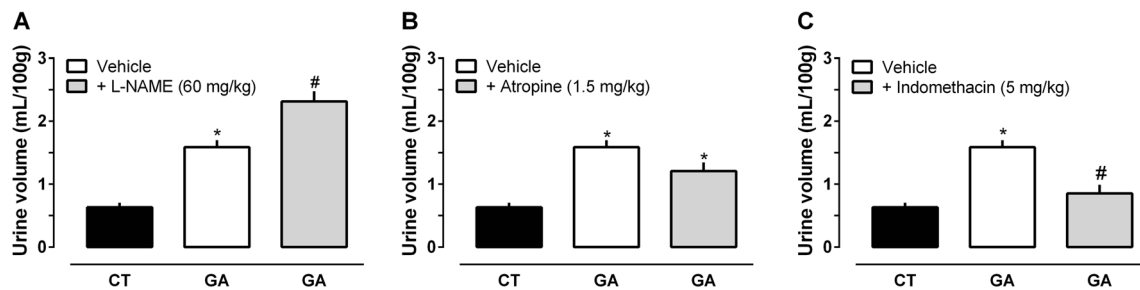 A
Urine volume (mL/100g)
3
2
1
0
Vehicle
+ L-NAME (60 mg/kg)
*
#
CT GA GA
B
Urine volume (mL/100g)
3
2
1
0
Vehicle
+ Atropine (1.5 mg/kg)
*
*
CT GA GA
C
Urine volume (mL/100g)
3
2
1
0
Vehicle
+ Indomethacin (5 mg/kg)
*
#
CT GA GA